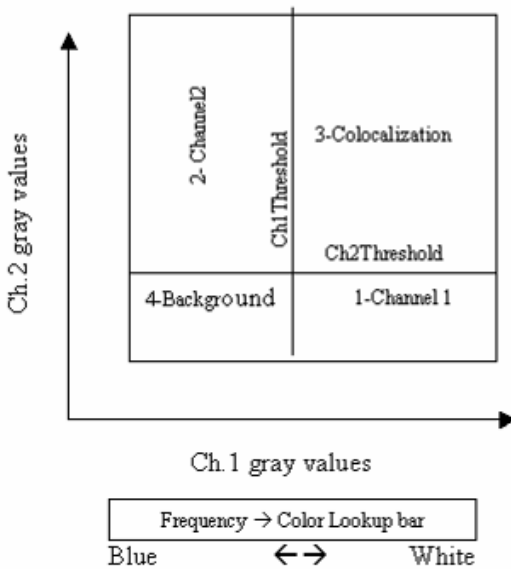 Ch.2 gray values
2- Channel2
Ch1Threshold
3-Colocalization
Ch2Threshold
4-Background
1-Channel 1
Ch.1 gray values
Frequency → Color Lookup bar
Blue ←→ White